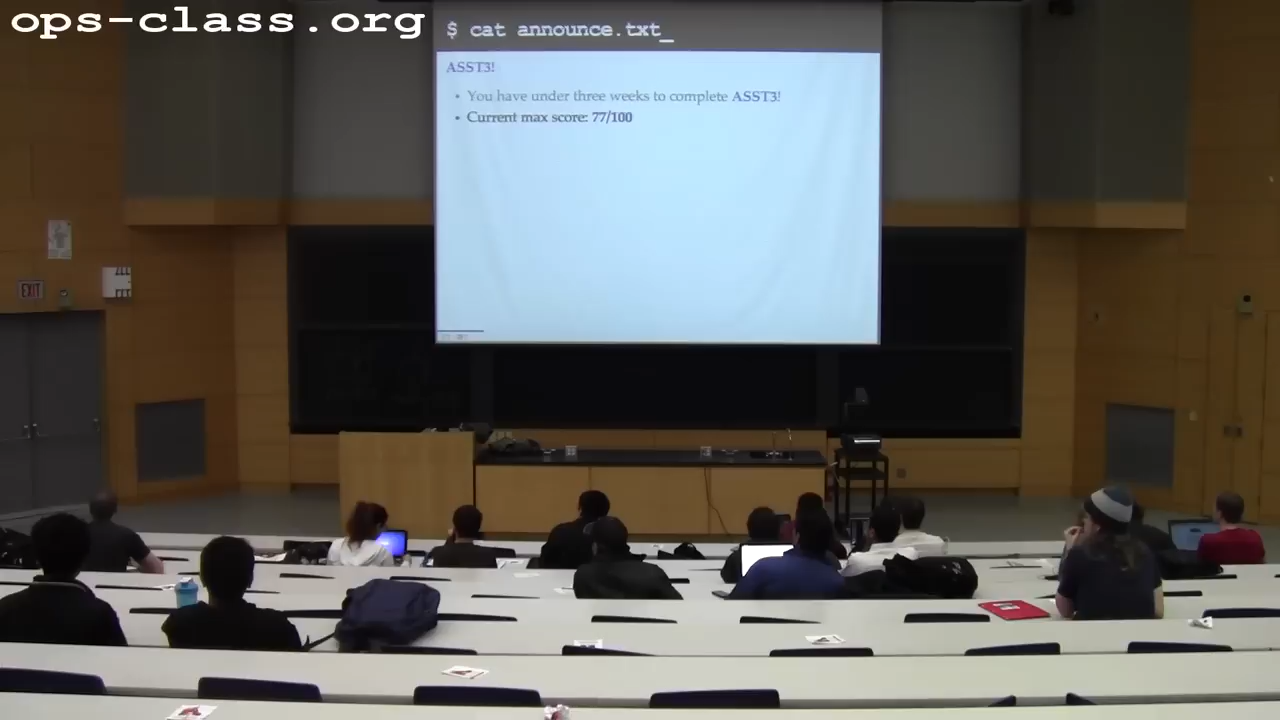 ops-class.org
$ cat announce.txt_
ASST3!
• You have under three weeks to complete ASST3!
• Current max score: 77/100
EXIT